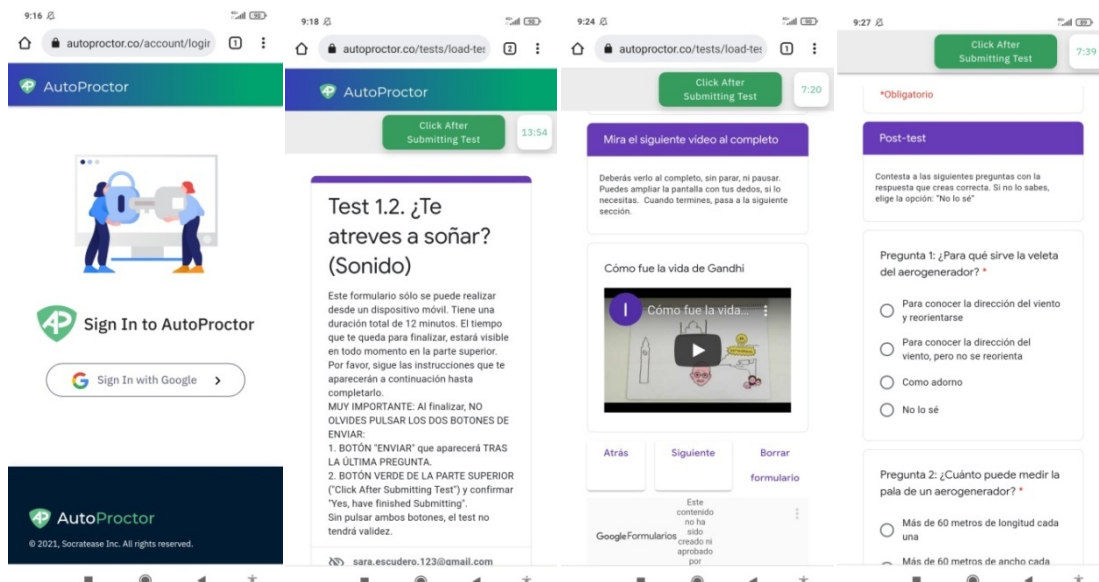 9:16
autoproctor.co/account/logir
1
AutoProctor
Sign In to AutoProctor
Sign In with Google
AutoProctor
© 2021, Socratease Inc. All rights reserved.
9:18
autoproctor.co/tests/load-tes
2
AutoProctor
Click After
Submitting Test
13:54
Test 1.2. ¿Te
atreves a soñar?
(Sonido)
Este formulario sólo se puede realizar
desde un dispositivo móvil. Tiene una
duración total de 12 minutos. El tiempo
que te queda para finalizar, estará visible
en todo momento en la parte superior.
Por favor, sigue las instrucciones que te
aparecerán a continuación hasta
completarlo.
MUY IMPORTANTE: Al finalizar, NO
OLVIDES PULSAR LOS DOS BOTONES DE
ENVIAR:
1. BOTÓN "ENVIAR" que aparecerá TRAS
LA ÚLTIMA PREGUNTA.
2. BOTÓN VERDE DE LA PARTE SUPERIOR
("Click After Submitting Test") y confirmar
"Yes, have finished Submitting".
Sin pulsar ambos botones, el test no
tendrá validez.
sara.escudero.123@gmail.com
9:24
autoproctor.co/tests/load-tes
1
Click After
Submitting Test
7:20
Mira el siguiente vídeo al completo
Deberás verlo al completo, sin parar, ni pausar.
Puedes ampliar la pantalla con tus dedos, si lo
necesitas. Cuando termines, pasa a la siguiente
sección.
Cómo fue la vida de Gandhi
I
Cómo fue la vida...
Atrás
Siguiente
Borrar
formulario
Este
contenido
no ha
sido
creado ni
aprobado
por
Google Formularios
9:27
Click After
Submitting Test
7:39
*Obligatorio
Post-test
Contesta a las siguientes preguntas con la
respuesta que creas correcta. Si no lo sabes,
elige la opción: "No lo sé"
Pregunta 1: ¿Para qué sirve la veleta
del aerogenerador? *
Para conocer la dirección del viento
y reorientarse
Para conocer la dirección del
viento, pero no se reorienta
Como adorno
No lo sé
Pregunta 2: ¿Cuánto puede medir la
pala de un aerogenerador? *
Más de 60 metros de longitud cada
una
Más de 60 metros de ancho cada